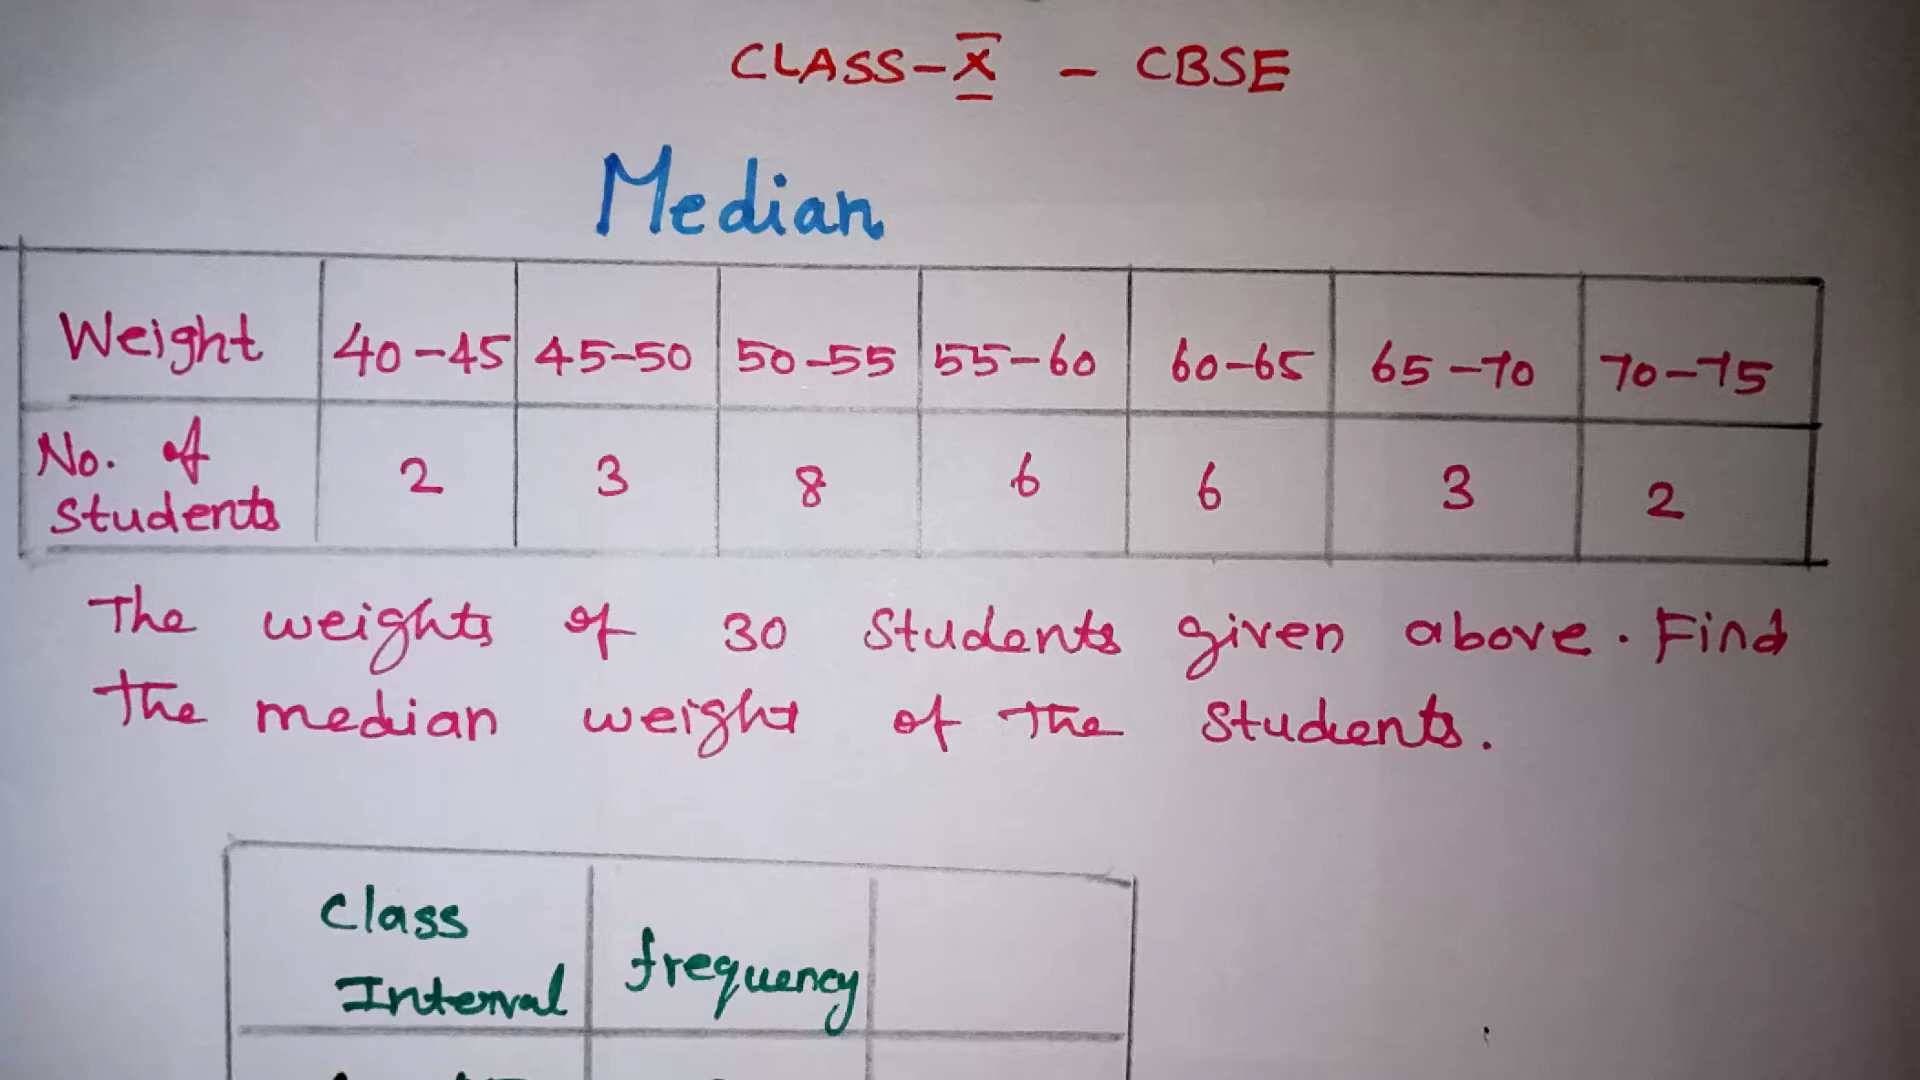 CLASS-X - CBSE
Median
Weight 40-45 45-50 50-55 55-60 60-65 65-70 70-75
No. of
Students 2 3 8 6 6 3 2
The weights of 30 Students given above. Find
the median weight of the Students.
Class
Interval frequency